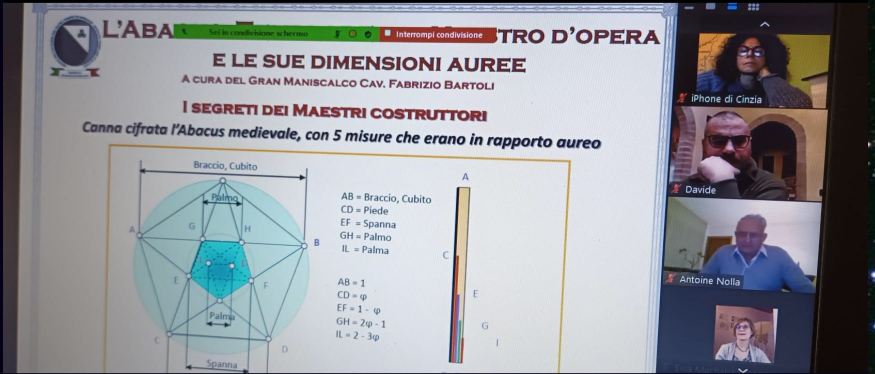 L'ABA
Sei in condivisione schermo
Interrompi condivisione
TRO D'OPERA
E LE SUE DIMENSIONI AUREE
A CURA DEL GRAN MANISCALCO CAV. FABRIZIO BARTOLI
I SEGRETI DEI MAESTRI COSTRUTTORI
Canna cifrata l'Abacus medievale, con 5 misure che erano in rapporto aureo
Braccio, Cubito
Palmo
A
G
H
B
E
F
Palma
C
D
Spanna
AB = Braccio, Cubito
CD = Piede
EF = Spanna
GH = Palmo
IL = Palma
AB = 1
CD = φ
EF = 1 - φ
GH = 2φ - 1
IL = 2 - 3φ
A
C
E
G
I
iPhone di Cinzia
Davide
Antoine Nolla